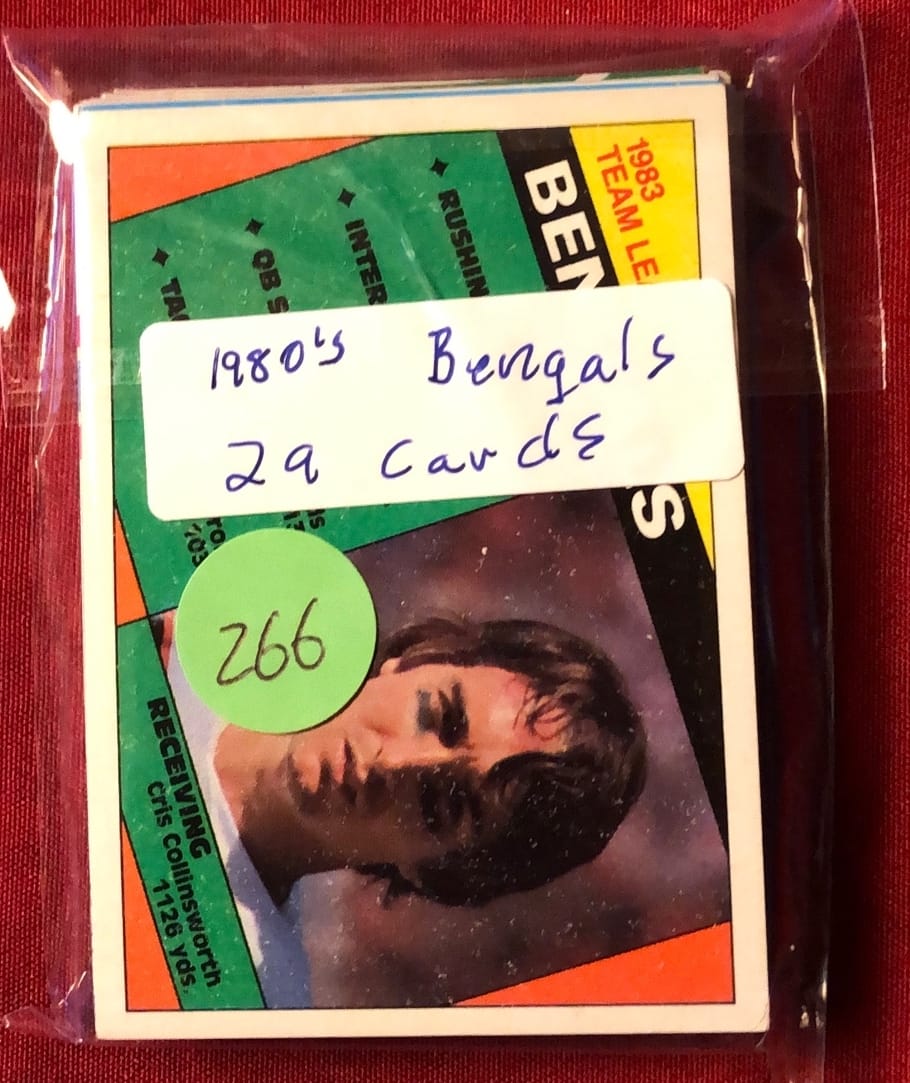 1980's Bengals
29 cards
266
1983
TEAM LE
BEN
S
RUSHIN
INTER
QB S
TA
RECEIVING
Cris Collinsworth
1126 yds.